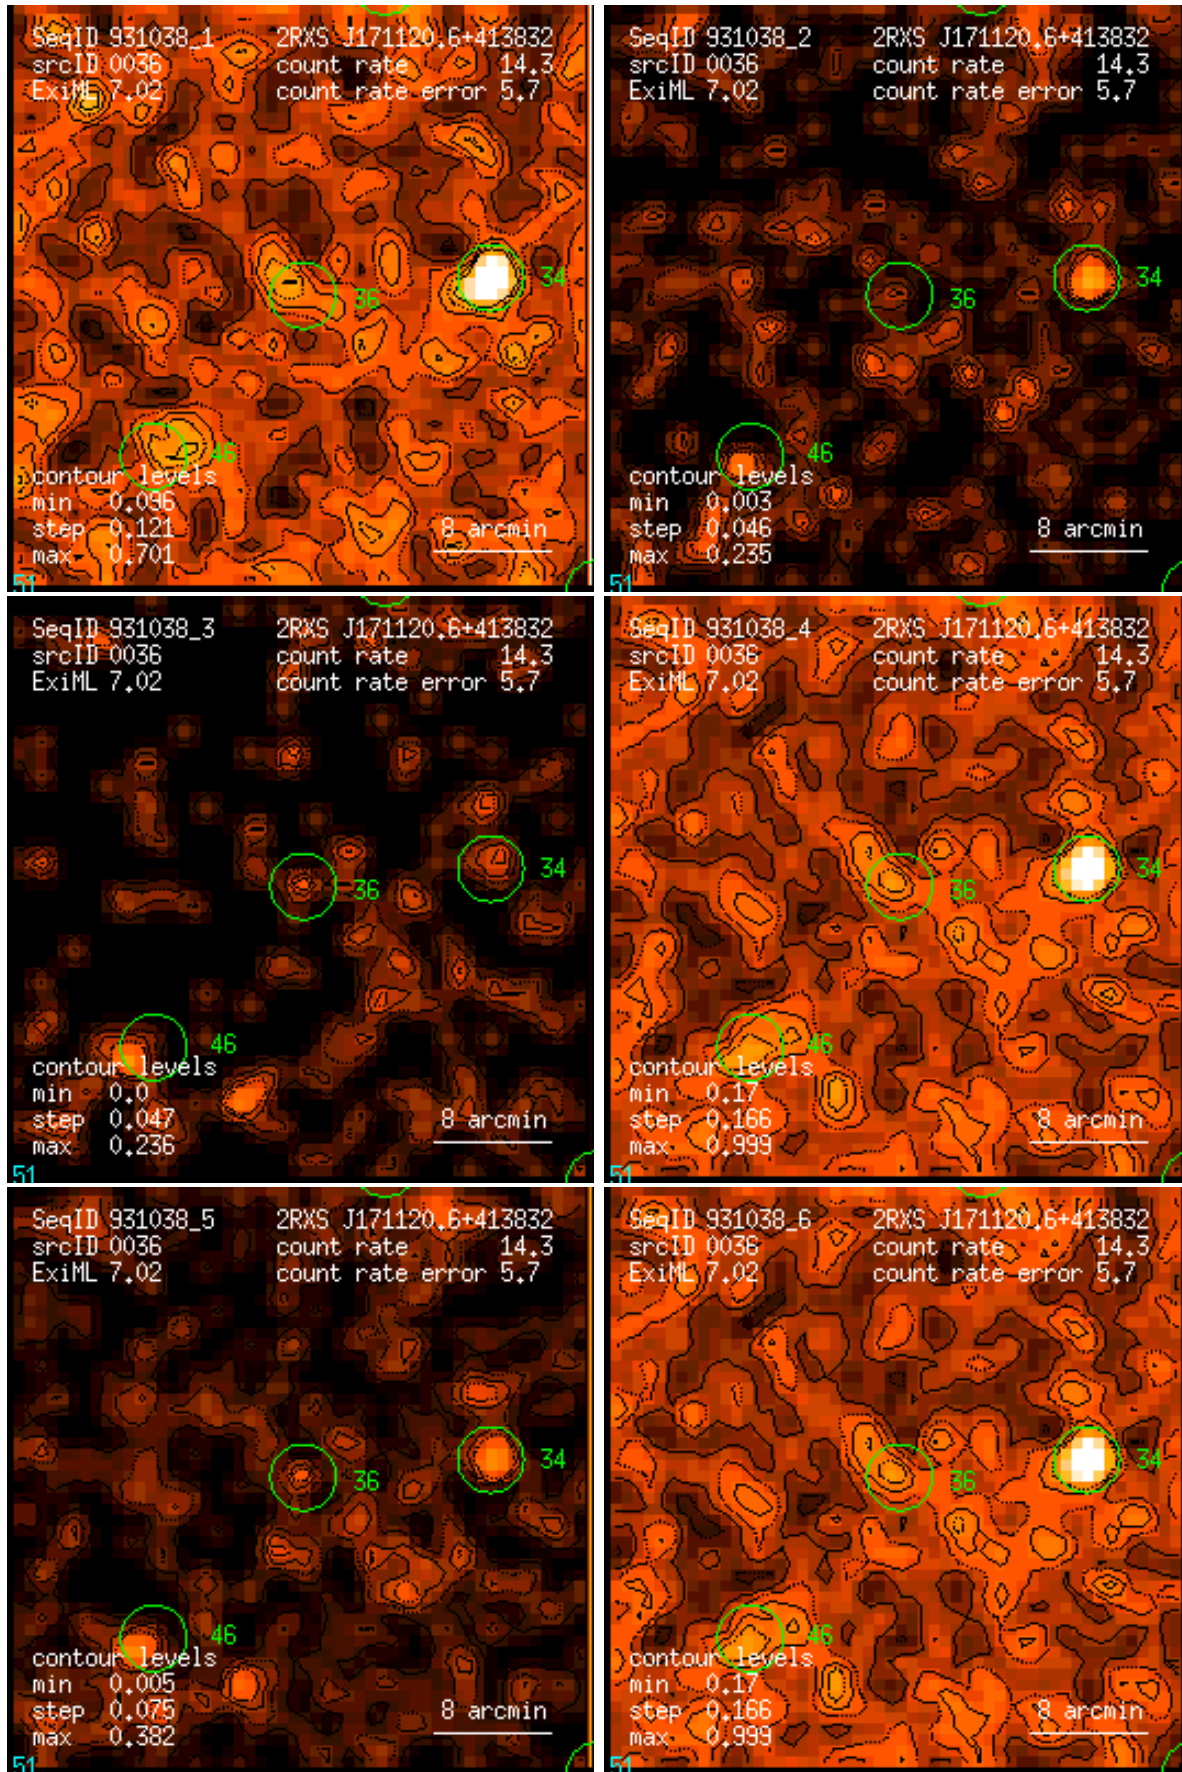 SeqID 931038_1 2RXS J171120.6+413832
srcID 0036 count rate 14.3
ExiML 7.02 count rate error 5.7
34
36
46
contour levels
min 0.096
step 0.121 8 arcmin
max 0.701
51
SeqID 931038_2 2RXS J171120.6+413832
srcID 0036 count rate 14.3
ExiML 7.02 count rate error 5.7
34
36
46
contour levels
min 0.003
step 0.046 8 arcmin
max 0.235
51
SeqID 931038_3 2RXS J171120.6+413832
srcID 0036 count rate 14.3
ExiML 7.02 count rate error 5.7
34
36
46
contour levels
min 0.0
step 0.047 8 arcmin
max 0.236
51
SeqID 931038_4 2RXS J171120.6+413832
srcID 0036 count rate 14.3
ExiML 7.02 count rate error 5.7
34
36
46
contour levels
min 0.17
step 0.166 8 arcmin
max 0.999
51
SeqID 931038_5 2RXS J171120.6+413832
srcID 0036 count rate 14.3
ExiML 7.02 count rate error 5.7
34
36
46
contour levels
min 0.005
step 0.075 8 arcmin
max 0.382
51
SeqID 931038_6 2RXS J171120.6+413832
srcID 0036 count rate 14.3
ExiML 7.02 count rate error 5.7
34
36
46
contour levels
min 0.17
step 0.166 8 arcmin
max 0.999
51